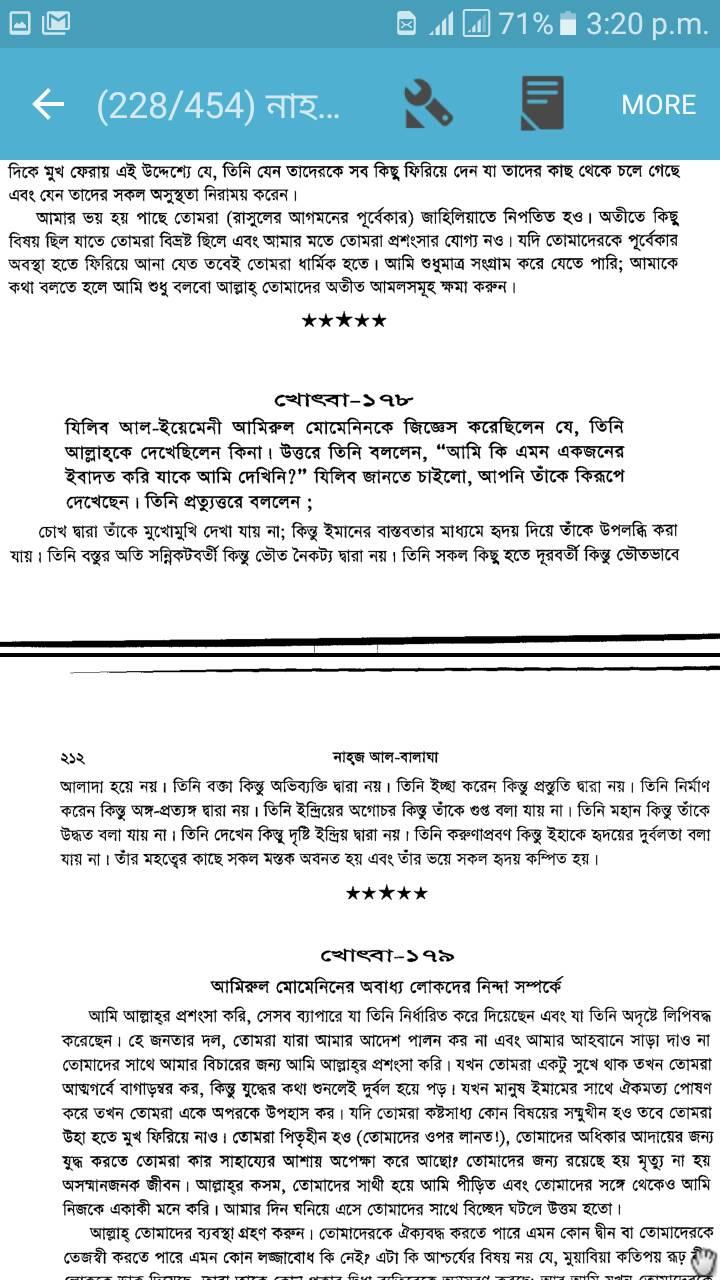 71% 3:20 p.m.
(228/454) নাহ... MORE
দিকে মুখ ফেরায় এই উদ্দেশ্যে যে, তিনি যেন তাদেরকে সব কিছু ফিরিয়ে দেন যা তাদের কাছ থেকে চলে গেছে
এবং যেন তাদের সকল অসুস্থতা নিরাময় করেন।
আমার ভয় হয় পাছে তোমরা (রাসুলের আগমনের পূর্বেকার) জাহিলিয়াতে নিপতিত হও। অতীতে কিছু
বিষয় ছিল যাতে তোমরা বিভ্রষ্ট ছিলে এবং আমার মতে তোমরা প্রশংসার যোগ্য নও। যদি তোমাদেরকে পূর্বেকার
অবস্থা হতে ফিরিয়ে আনা যেত তবেই তোমরা ধার্মিক হতে। আমি শুধুমাত্র সংগ্রাম করে যেতে পারি; আমাকে
কথা বলতে হলে আমি শুধু বলবো আল্লাহ্ তোমাদের অতীত আমলসমূহ ক্ষমা করুন।
★★★★★
খোৎবা-১৭৮
যিলিব আল-ইয়েমেনী আমিরুল মোমেনিনকে জিজ্ঞেস করেছিলেন যে, তিনি
আল্লাহ্‌কে দেখেছিলেন কিনা। উত্তরে তিনি বললেন, “আমি কি এমন একজনের
ইবাদত করি যাকে আমি দেখিনি?” যিলিব জানতে চাইলো, আপনি তাঁকে কিরূপে
দেখেছেন। তিনি প্রত্যুত্তরে বললেন ;
চোখ দ্বারা তাঁকে মুখোমুখি দেখা যায় না; কিন্তু ইমানের বাস্তবতার মাধ্যমে হৃদয় দিয়ে তাঁকে উপলব্ধি করা
যায়। তিনি বস্তুর অতি সন্নিকটবর্তী কিন্তু ভৌত নৈকট্য দ্বারা নয়। তিনি সকল কিছু হতে দূরবর্তী কিন্তু ভৌতভাবে
২১২ নাহ্‌জ আল-বালাঘা
আলাদা হয়ে নয়। তিনি বক্তা কিন্তু অভিব্যক্তি দ্বারা নয়। তিনি ইচ্ছা করেন কিন্তু প্রস্তুতি দ্বারা নয়। তিনি নির্মাণ
করেন কিন্তু অঙ্গ-প্রত্যঙ্গ দ্বারা নয়। তিনি ইন্দ্রিয়ের অগোচর কিন্তু তাঁকে গুপ্ত বলা যায় না। তিনি মহান কিন্তু তাঁকে
উদ্ধত বলা যায় না। তিনি দেখেন কিন্তু দৃষ্টি ইন্দ্রিয় দ্বারা নয়। তিনি করুণাপ্রবণ কিন্তু ইহাকে হৃদয়ের দুর্বলতা বলা
যায় না। তাঁর মহত্বের কাছে সকল মস্তক অবনত হয় এবং তাঁর ভয়ে সকল হৃদয় কম্পিত হয়।
★★★★★
খোৎবা-১৭৯
আমিরুল মোমেনিনের অবাধ্য লোকদের নিন্দা সম্পর্কে
আমি আল্লাহ্‌র প্রশংসা করি, সেসব ব্যাপারে যা তিনি নির্ধারিত করে দিয়েছেন এবং যা তিনি অদৃষ্টে লিপিবদ্ধ
করেছেন। হে জনতার দল, তোমরা যারা আমার আদেশ পালন কর না এবং আমার আহবানে সাড়া দাও না
তোমাদের সাথে আমার বিচারের জন্য আমি আল্লাহ্‌র প্রশংসা করি। যখন তোমরা একটু সুখে থাক তখন তোমরা
আত্মগর্বে বাগাড়ম্বর কর, কিন্তু যুদ্ধের কথা শুনলেই দুর্বল হয়ে পড়। যখন মানুষ ইমামের সাথে ঐকমত্য পোষণ
করে তখন তোমরা একে অপরকে উপহাস কর। যদি তোমরা কষ্টসাধ্য কোন বিষয়ের সম্মুখীন হও তবে তোমরা
উহা হতে মুখ ফিরিয়ে নাও। তোমরা পিতৃহীন হও (তোমাদের ওপর লানত!), তোমাদের অধিকার আদায়ের জন্য
যুদ্ধ করতে তোমরা কার সাহায্যের আশায় অপেক্ষা করে আছো? তোমাদের জন্য রয়েছে হয় মৃত্যু না হয়
অসম্মানজনক জীবন। আল্লাহ্‌র কসম, তোমাদের সাথী হয়ে আমি পীড়িত এবং তোমাদের সঙ্গে থেকেও আমি
নিজকে একাকী মনে করি। আমার দিন ঘনিয়ে এসে তোমাদের সাথে বিচ্ছেদ ঘটলে উত্তম হতো।
আল্লাহ্ তোমাদের ব্যবস্থা গ্রহণ করুন। তোমাদেরকে ঐক্যবদ্ধ করতে পারে এমন কোন দ্বীন বা তোমাদেরকে
তেজস্বী করতে পারে এমন কোন লজ্জাবোধ কি নেই? এটা কি আশ্চর্যের বিষয় নয় যে, মুয়াবিয়া কতিপয় রূঢ়